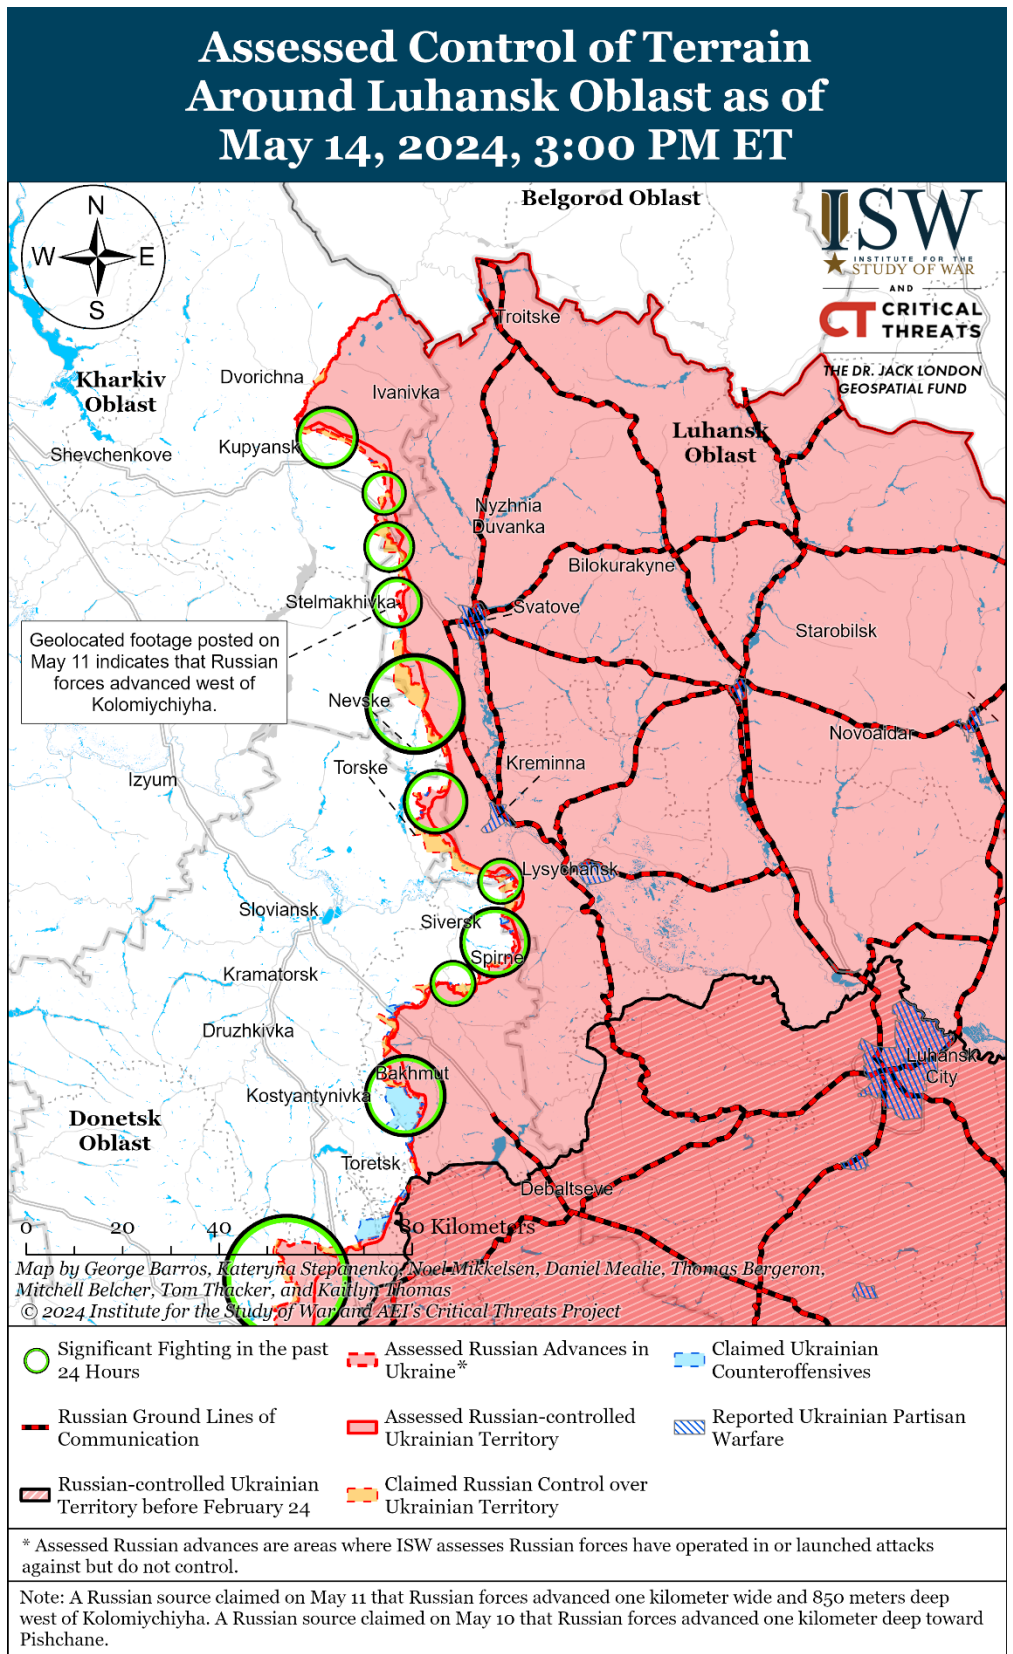 Assessed Control of Terrain
Around Luhansk Oblast as of
May 14, 2024, 3:00 PM ET
Belgorod Oblast
N
W
E
S
ISW
INSTITUTE FOR THE
STUDY OF WAR
AND
CT CRITICAL
THREATS
THE DR. JACK LONDON
GEOSPATIAL FUND
Troitske
Dvorichna
Kharkiv
Oblast
Ivanivka
Luhansk
Oblast
Kupyansk
Shevchenkove
Nyzhnia
Duvanka
Bilokurakyne
Stelmakhivka
Svatove
Starobilsk
Geolocated footage posted on
May 11 indicates that Russian
forces advanced west of
Kolomiychiyha.
Nevske
Novoaidar
Torske
Kreminna
Izyum
Lysychansk
Sloviansk
Siversk
Spirne
Kramatorsk
Druzhkivka
Luhansk
City
Bakhmut
Kostyantynivka
Donetsk
Oblast
Toretsk
Debaltseve
0
20
40
80 Kilometers
Map by George Barros, Kateryna Stepanenko, Noel Mikkelsen, Daniel Mealie, Thomas Bergeron,
Mitchell Belcher, Tom Thacker, and Kaitlyn Thomas
© 2024 Institute for the Study of War and AEI's Critical Threats Project
Significant Fighting in the past
24 Hours
Assessed Russian Advances in
Ukraine*
Claimed Ukrainian
Counteroffensives
Russian Ground Lines of
Communication
Assessed Russian-controlled
Ukrainian Territory
Reported Ukrainian Partisan
Warfare
Russian-controlled Ukrainian
Territory before February 24
Claimed Russian Control over
Ukrainian Territory
* Assessed Russian advances are areas where ISW assesses Russian forces have operated in or launched attacks
against but do not control.
Note: A Russian source claimed on May 11 that Russian forces advanced one kilometer wide and 850 meters deep
west of Kolomiychiyha. A Russian source claimed on May 10 that Russian forces advanced one kilometer deep toward
Pishchane.